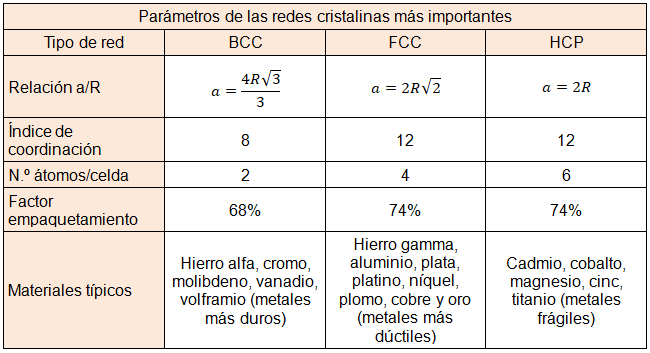 Parámetros de las redes cristalinas más importantes
Tipo de red BCC FCC HCP
Relación a/R a = 4R√3/3 a = 2R√2 a = 2R
Índice de
coordinación 8 12 12
N.º átomos/celda 2 4 6
Factor
empaquetamiento 68% 74% 74%
Materiales típicos
Hierro alfa, cromo,
molibdeno, vanadio,
volframio (metales
más duros)
Hierro gamma,
aluminio, plata,
platino, níquel,
plomo, cobre y oro
(metales más
dúctiles)
Cadmio, cobalto,
magnesio, cinc,
titanio (metales
frágiles)